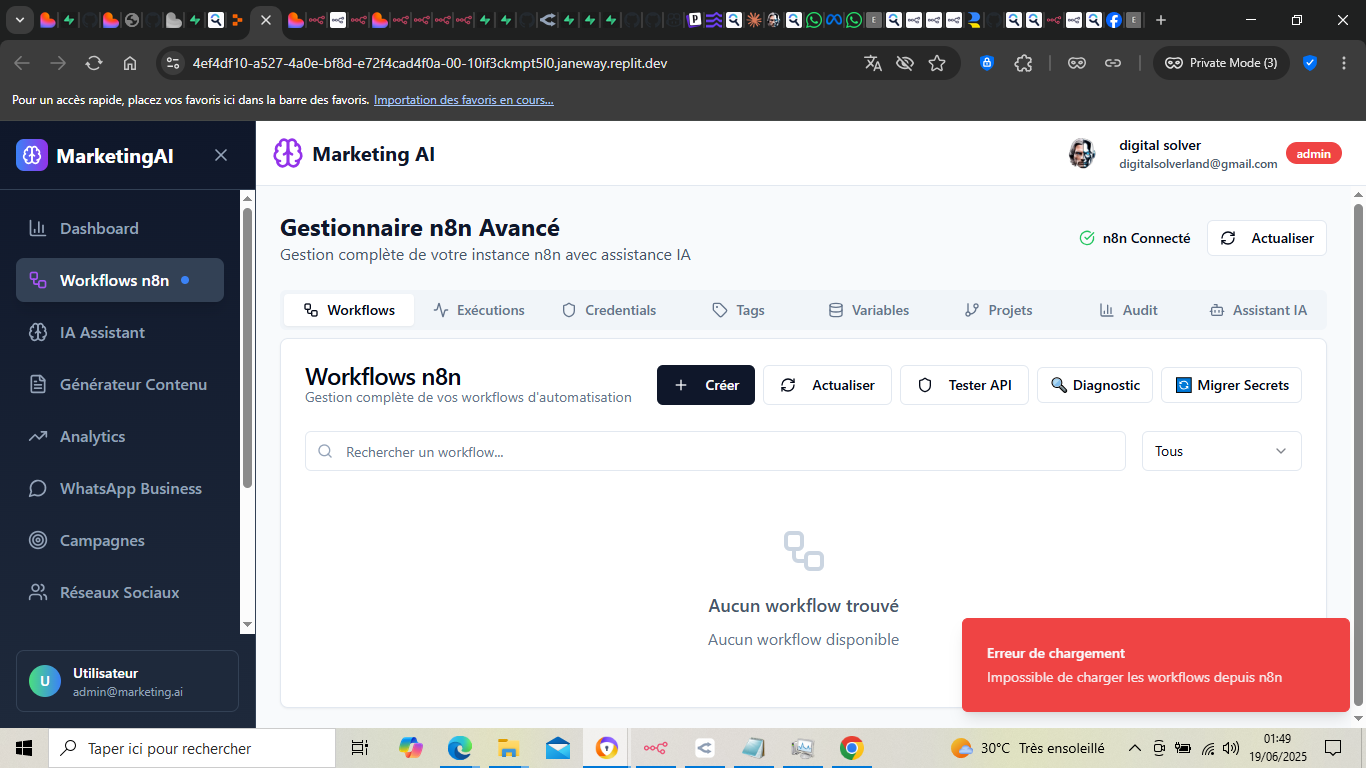 4ef4df10-a527-4a0e-bf8d-e72f4cad4f0a-00-10if3ckmpt5l0.janeway.replit.dev
Private Mode (3)
Pour un accès rapide, placez vos favoris ici dans la barre des favoris. Importation des favoris en cours...
MarketingAI
Marketing AI
digital solver
digitalsolverland@gmail.com
admin
Dashboard
Workflows n8n
IA Assistant
Générateur Contenu
Analytics
WhatsApp Business
Campagnes
Réseaux Sociaux
U
Utilisateur
admin@marketing.ai
Gestionnaire n8n Avancé
Gestion complète de votre instance n8n avec assistance IA
n8n Connecté
Actualiser
Workflows
Exécutions
Credentials
Tags
Variables
Projets
Audit
Assistant IA
Workflows n8n
Gestion complète de vos workflows d'automatisation
Créer
Actualiser
Tester API
Diagnostic
Migrer Secrets
Rechercher un workflow...
Tous
Aucun workflow trouvé
Aucun workflow disponible
Erreur de chargement
Impossible de charger les workflows depuis n8n
Taper ici pour rechercher
30°C Très ensoleillé
01:49
19/06/2025